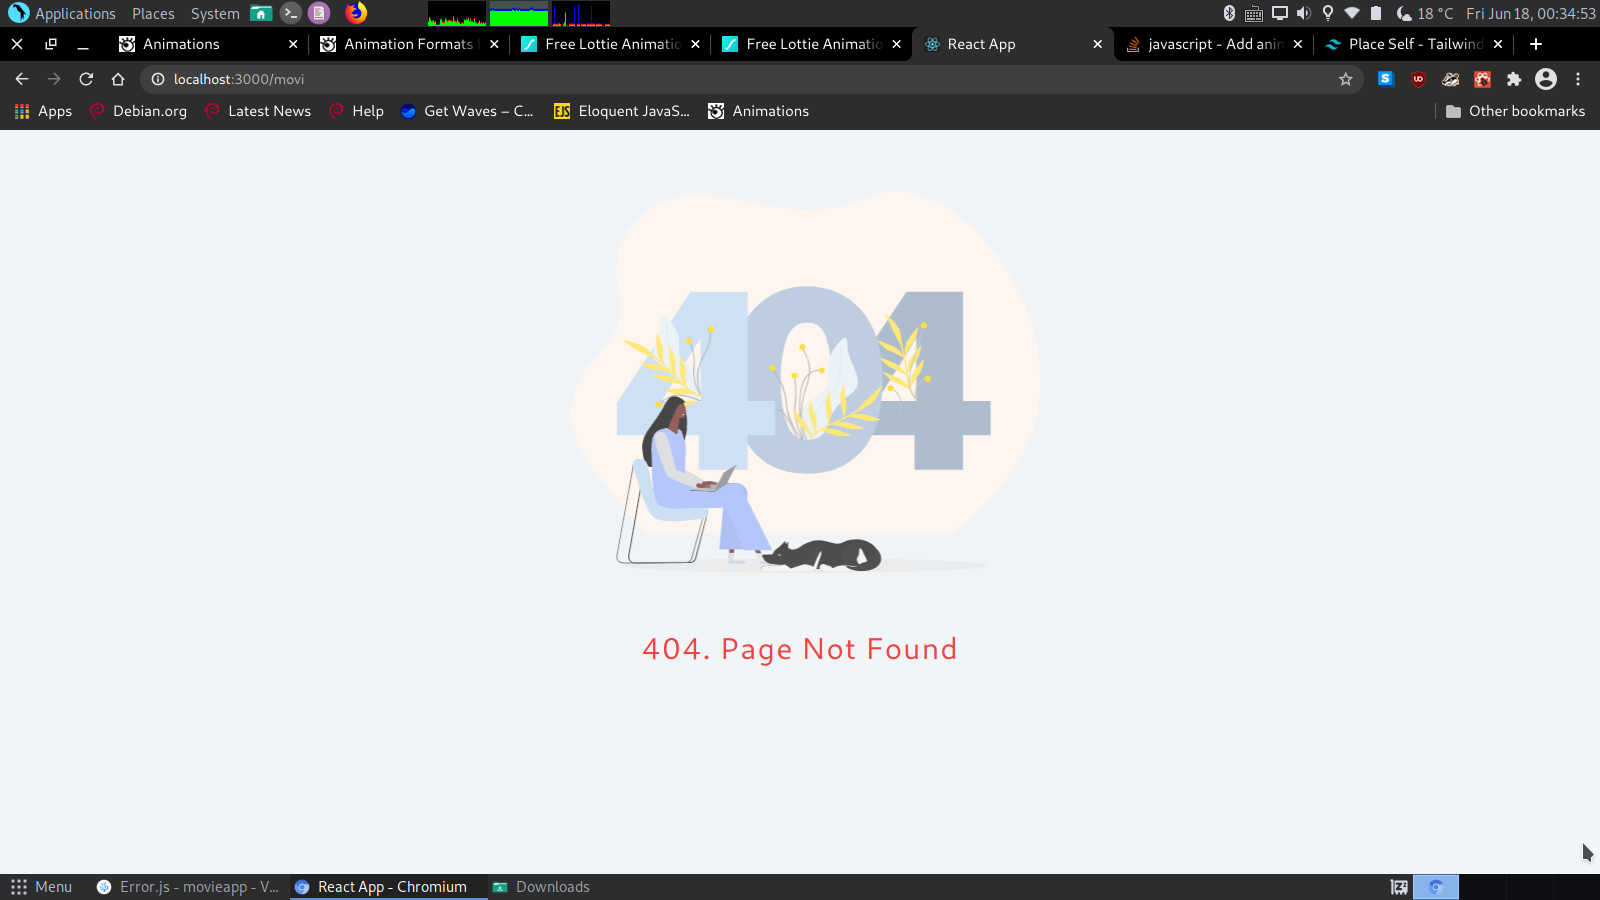 Applications Places System 18 °C Fri Jun 18, 00:34:53
Animations Animation Formats Free Lottie Animatio Free Lottie Animatio React App javascript - Add anin Place Self - Tailwind
localhost:3000/movi
Apps Debian.org Latest News Help Get Waves – C... EJS Eloquent JavaS... Animations Other bookmarks
404
404. Page Not Found
Menu Error.js - movieapp - V... React App - Chromium Downloads